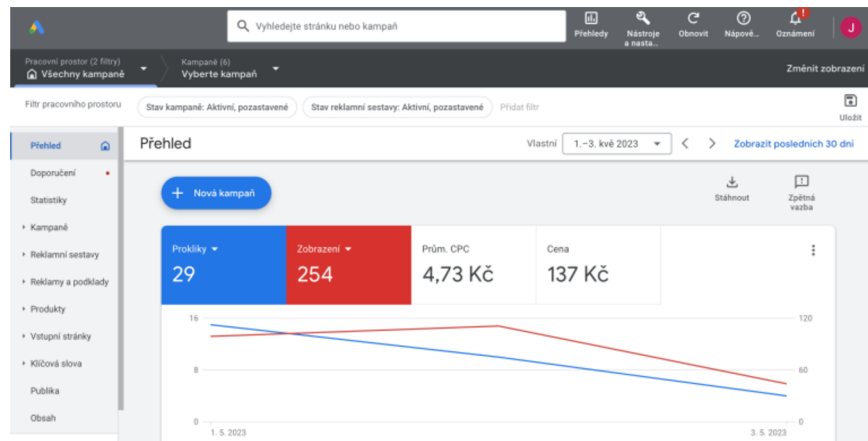 Vyhledejte stránku nebo kampaň
Přehledy
Nástroje
a nasta...
Obnovit
Nápově...
Oznámení
!
J
Pracovní prostor (2 filtry)
Všechny kampaně
Kampaně (6)
Vyberte kampaň
Změnit zobrazení
Filtr pracovního prostoru
Stav kampaně: Aktivní, pozastavené
Stav reklamní sestavy: Aktivní, pozastavené
Přidat filtr
Uložit
Přehled
Doporučení
Statistiky
Kampaně
Reklamní sestavy
Reklamy a podklady
Produkty
Vstupní stránky
Klíčová slova
Publika
Obsah
Přehled
Vlastní
1.–3. kvě 2023
Zobrazit posledních 30 dní
Nová kampaň
Stáhnout
Zpětná
vazba
Prokliky
29
Zobrazení
254
Prům. CPC
4,73 Kč
Cena
137 Kč
16
8
0
120
60
0
1. 5. 2023
3. 5. 2023